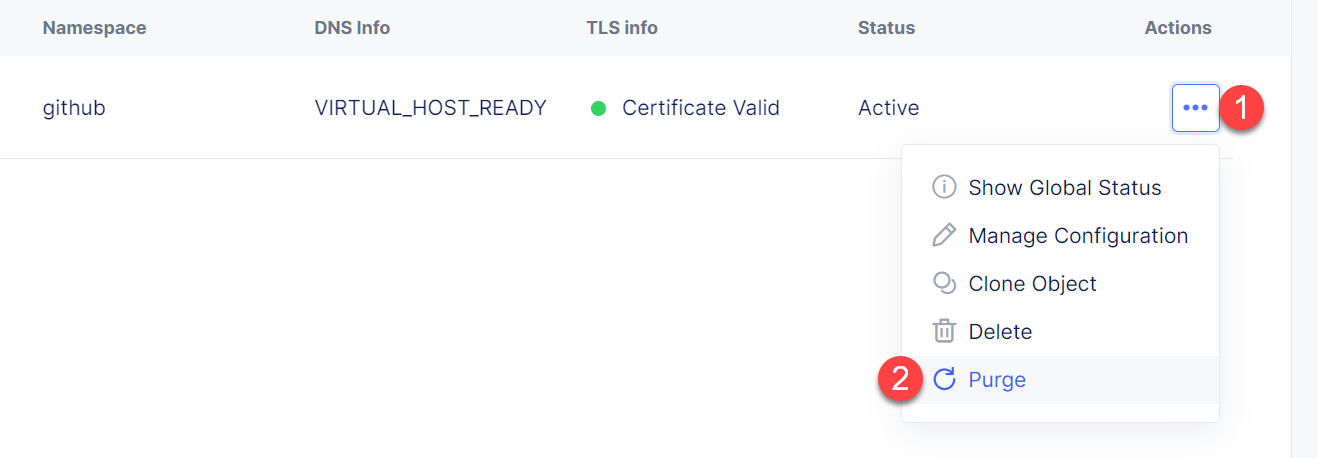 Namespace DNS Info TLS info Status Actions
github VIRTUAL_HOST_READY Certificate Valid Active 1
Show Global Status
Manage Configuration
Clone Object
Delete
2 Purge